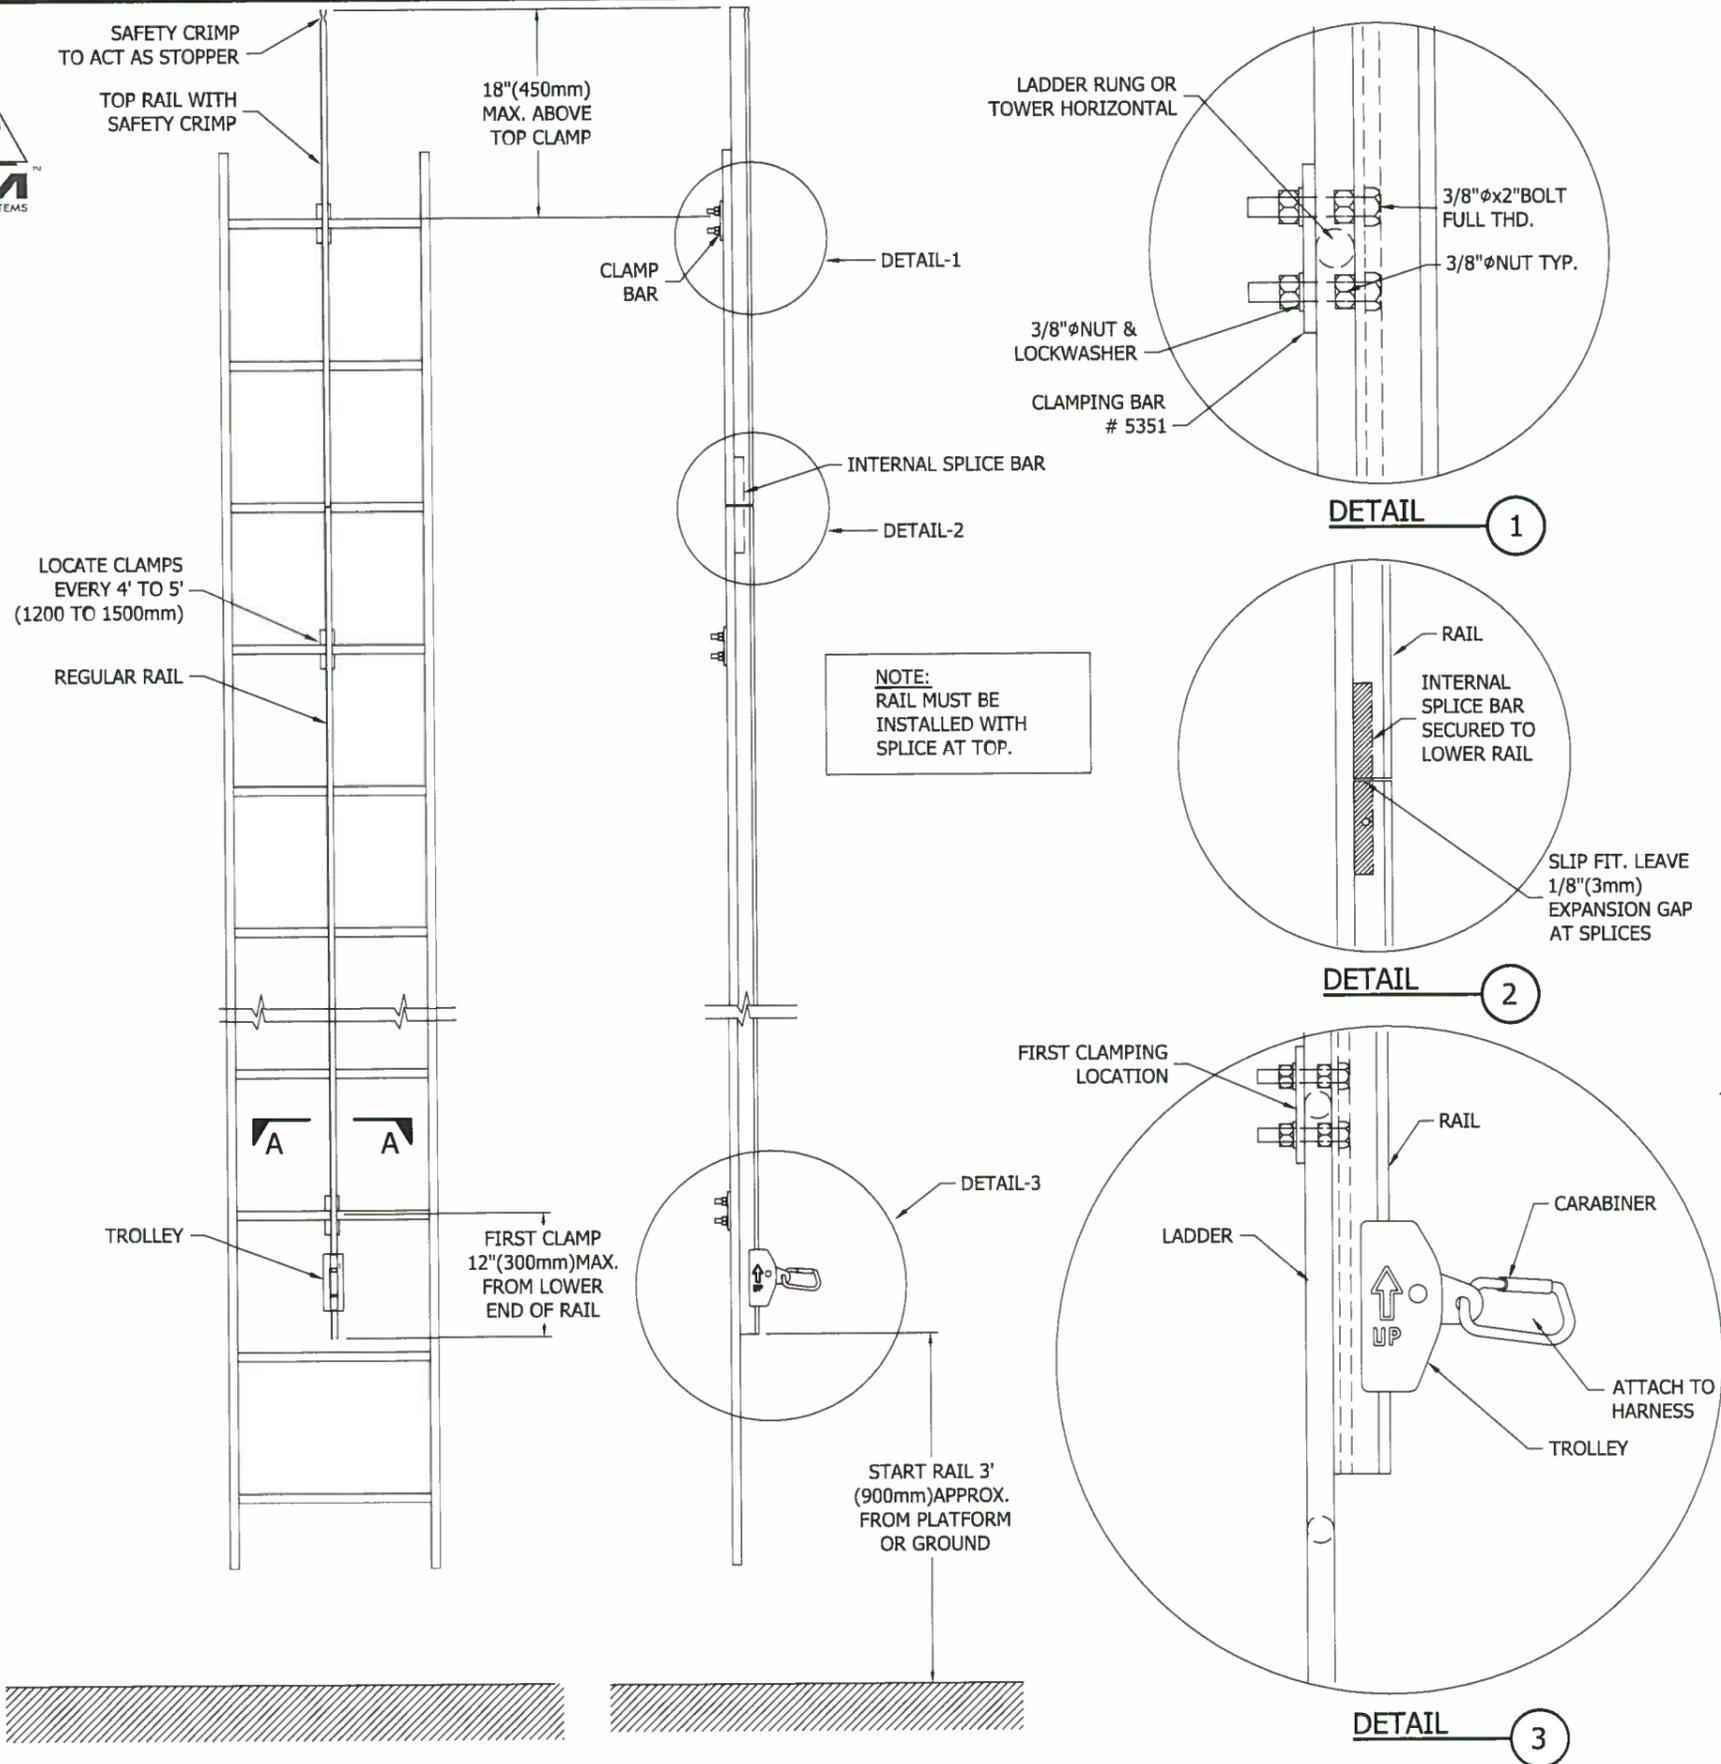 SAFETY CRIMP
TO ACT AS STOPPER
TOP RAIL WITH
SAFETY CRIMP
18"(450mm)
MAX. ABOVE
TOP CLAMP
CLAMP
BAR
DETAIL-1
INTERNAL SPLICE BAR
DETAIL-2
LOCATE CLAMPS
EVERY 4' TO 5'
(1200 TO 1500mm)
REGULAR RAIL
NOTE:
RAIL MUST BE
INSTALLED WITH
SPLICE AT TOP.
A A
TROLLEY
FIRST CLAMP
12"(300mm)MAX.
FROM LOWER
END OF RAIL
DETAIL-3
UP
START RAIL 3'
(900mm)APPROX.
FROM PLATFORM
OR GROUND
LADDER RUNG OR
TOWER HORIZONTAL
3/8"ϕx2"BOLT
FULL THD.
3/8"ϕNUT TYP.
3/8"ϕNUT &
LOCKWASHER
CLAMPING BAR
# 5351
DETAIL 1
RAIL
INTERNAL
SPLICE BAR
SECURED TO
LOWER RAIL
SLIP FIT. LEAVE
1/8"(3mm)
EXPANSION GAP
AT SPLICES
DETAIL 2
FIRST CLAMPING
LOCATION
RAIL
CARABINER
LADDER
UP
ATTACH TO
HARNESS
TROLLEY
DETAIL 3